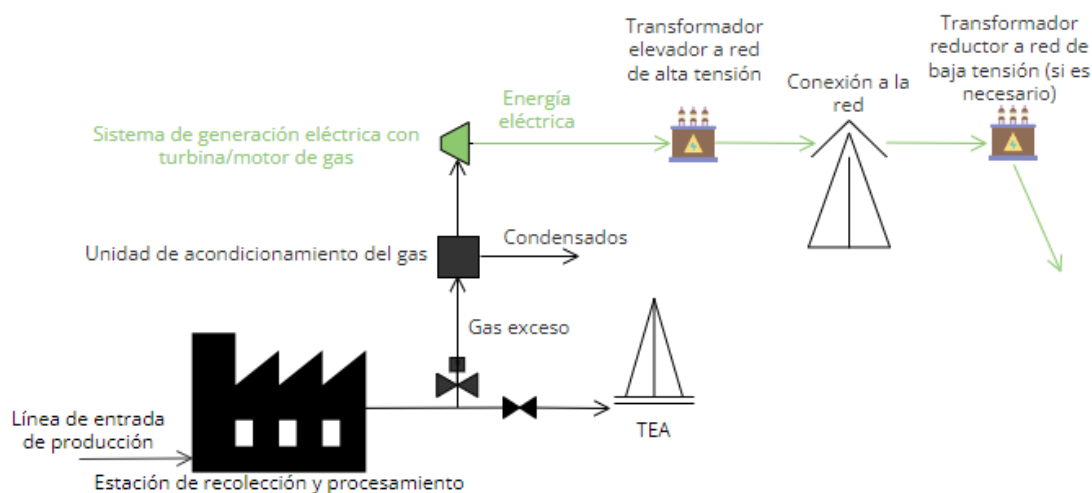 Transformador
elevador a red
de alta tensión
Transformador
reductor a red de
baja tensión (si es
necesario)
Conexión a la
red
Energía
eléctrica
Sistema de generación eléctrica con
turbina/motor de gas
Unidad de acondicionamiento del gas
Condensados
Gas exceso
Línea de entrada
de producción
TEA
Estación de recolección y procesamiento